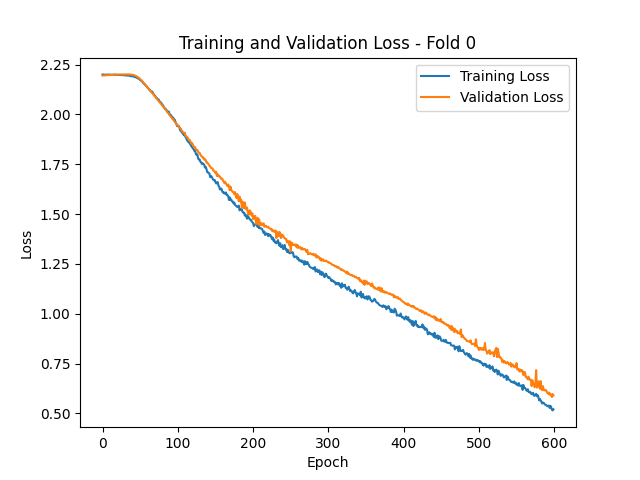 Training and Validation Loss - Fold 0
Training Loss
Validation Loss
2.25
2.00
1.75
1.50
1.25
1.00
0.75
0.50
Loss
0 100 200 300 400 500 600
Epoch